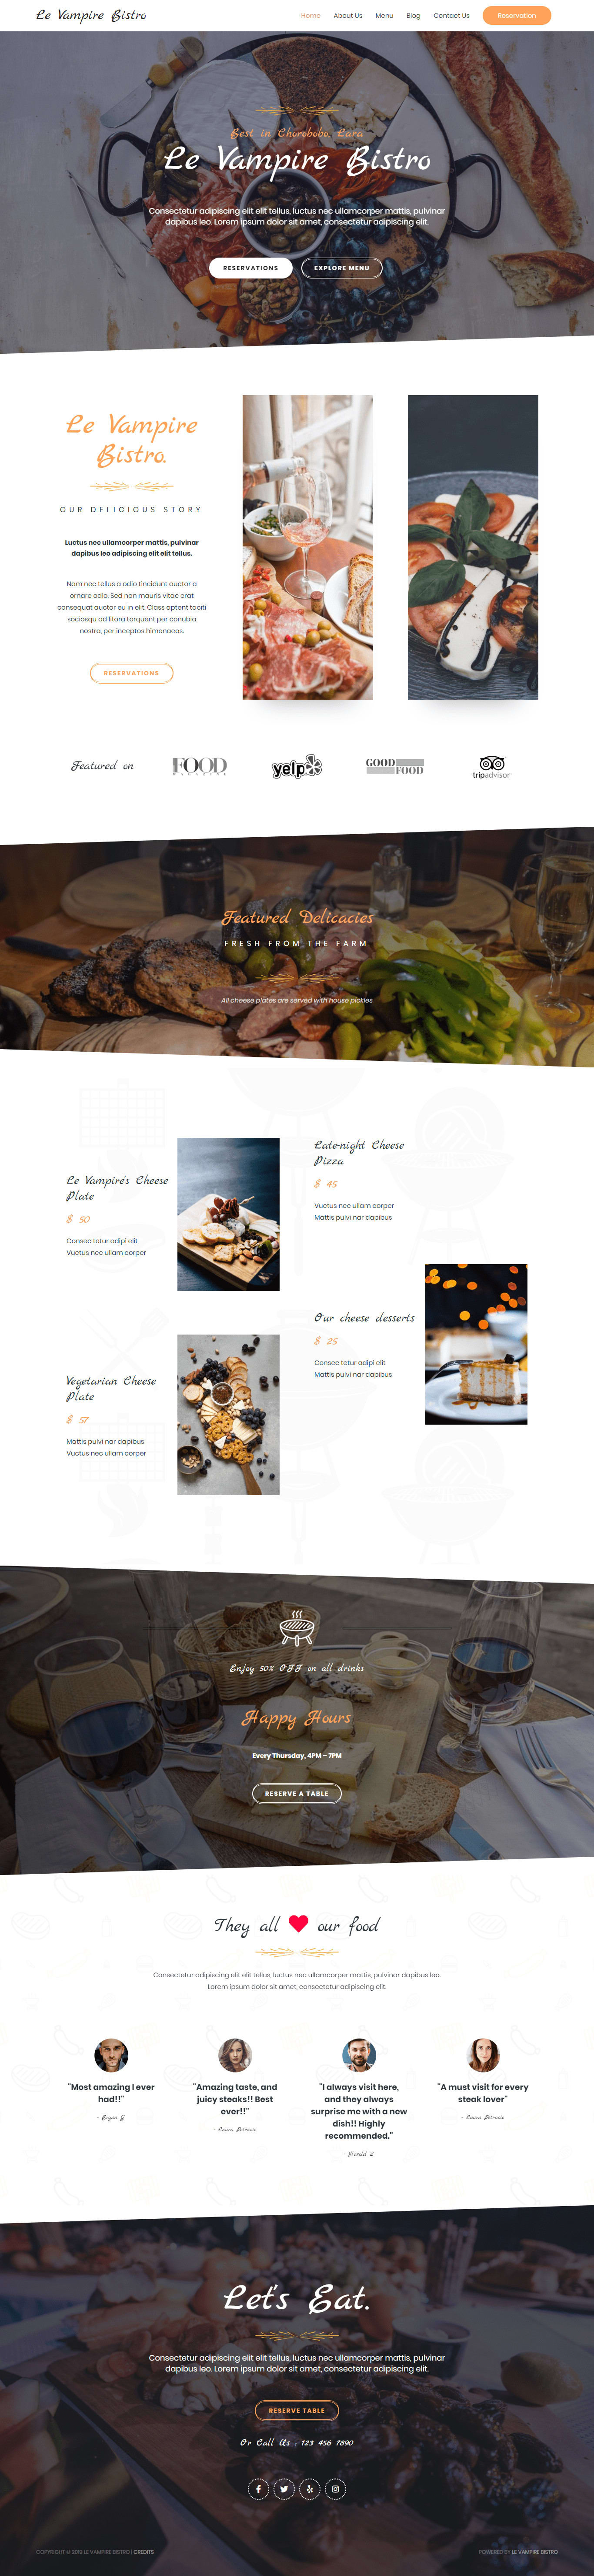 Le Vampire Bistro
Home
About Us
Menu
Blog
Contact Us
Reservation
Best in Chorobobo, Lara
Le Vampire Bistro
Consectetur adipiscing elit elit tellus, luctus nec ullamcorper mattis, pulvinar
dapibus leo. Lorem ipsum dolor sit amet, consectetur adipiscing elit.
RESERVATIONS
EXPLORE MENU
Le Vampire
Bistro.
OUR DELICIOUS STORY
Luctus nec ullamcorper mattis, pulvinar
dapibus leo adipiscing elit elit tellus.
Nam nec tellus a odio tincidunt auctor a
ornare odio. Sed non mauris vitae erat
consequat auctor eu in elit. Class aptent taciti
sociosqu ad litora torquent per conubia
nostra, per inceptos himenaeos.
RESERVATIONS
Featured on
FOOD
yelp
GOOD
FOOD
tripadvisor
Featured Delicacies
FRESH FROM THE FARM
All cheese plates are served with house pickles
Le Vampire's Cheese
Plate
$ 50
Consec tetur adipi elit
Vuctus nec ullam corper
Late-night Cheese
Pizza
$ 45
Vuctus nec ullam corper
Mattis pulvi nar dapibus
Our cheese desserts
$ 25
Consec tetur adipi elit
Mattis pulvi nar dapibus
Vegetarian Cheese
Plate
$ 57
Mattis pulvi nar dapibus
Vuctus nec ullam corper
Enjoy 50% OFF on all drinks
Happy Hours
Every Thursday, 4PM – 7PM
RESERVE A TABLE
They all our food
Consectetur adipiscing elit elit tellus, luctus nec ullamcorper mattis, pulvinar dapibus leo.
Lorem ipsum dolor sit amet, consectetur adipiscing elit.
"Most amazing I ever
had!!"
- Bryan G
"Amazing taste, and
juicy steaks!! Best
ever!!"
- Laura Petracis
"I always visit here,
and they always
surprise me with a new
dish!! Highly
recommended."
- Harold Z
"A must visit for every
steak lover"
- Laura Petracis
Let's Eat.
Consectetur adipiscing elit elit tellus, luctus nec ullamcorper mattis, pulvinar
dapibus leo. Lorem ipsum dolor sit amet, consectetur adipiscing elit.
RESERVE TABLE
Or Call Us : 123 456 7890
COPYRIGHT © 2019 LE VAMPIRE BISTRO | CREDITS
POWERED BY LE VAMPIRE BISTRO